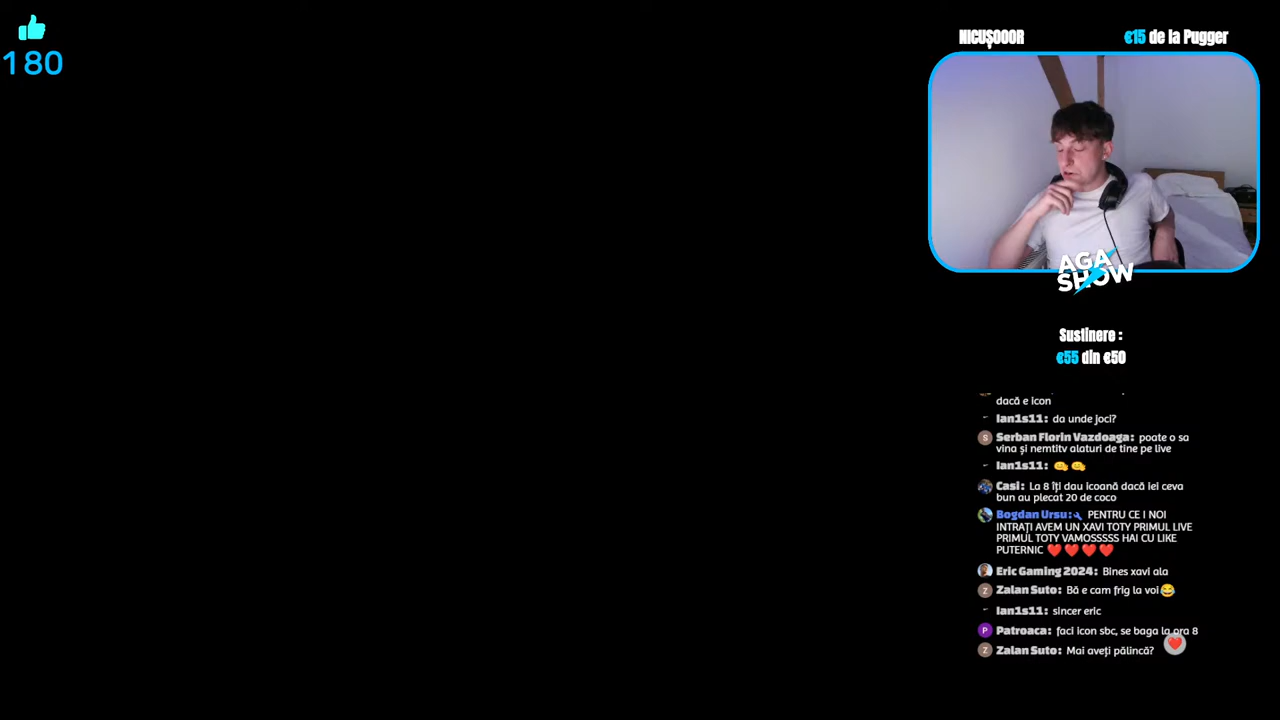 180
NICUȘOOOR
€15 de la Pugger
AGA
SHOW
Sustinere :
€55 din €50
dacă e icon
Ian1s11: da unde joci?
Serban Florin Vazdoaga: poate o sa
vina și nemtitv alaturi de tine pe live
Ian1s11:
Casi: La 8 îți dau icoană dacă iei ceva
bun au plecat 20 de coco
Bogdan Ursu: PENTRU CE I NOI
INTRAȚI AVEM UN XAVI TOTY PRIMUL LIVE
PRIMUL TOTY VAMOSSSSS HAI CU LIKE
PUTERNIC ❤️ ❤️ ❤️ ❤️
Eric Gaming 2024: Bines xavi ala
Zalan Suto: Bă e cam frig la voi😂
Ian1s11: sincer eric
Patroaca: faci icon sbc, se baga la ora 8
Zalan Suto: Mai aveți pălincă?